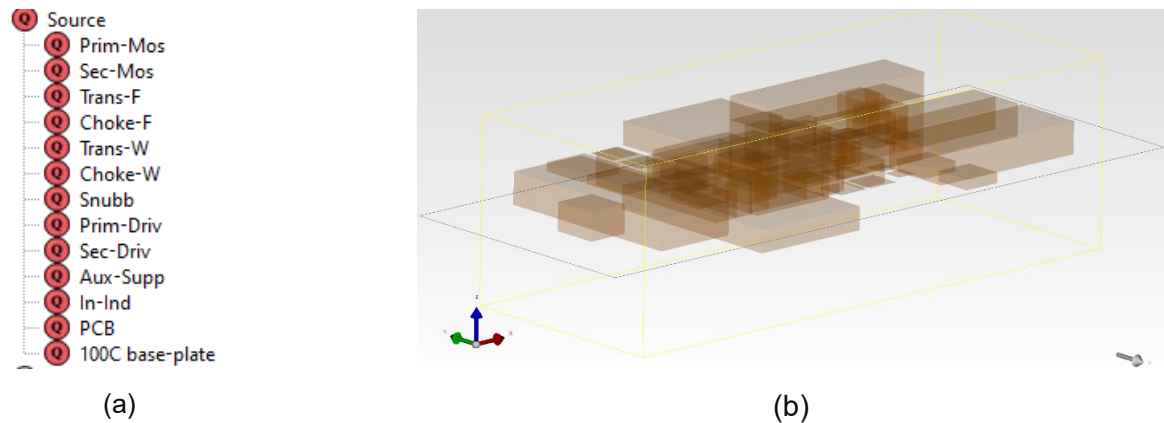 Source
Prim-Mos
Sec-Mos
Trans-F
Choke-F
Trans-W
Choke-W
Snubb
Prim-Driv
Sec-Driv
Aux-Supp
In-Ind
PCB
100C base-plate
(a)
(b)